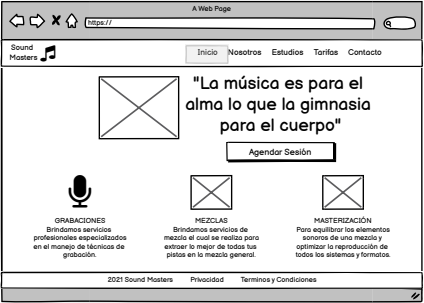 A Web Page
https://
Sound
Masters
Inicio Nosotros Estudios Tarifas Contacto
"La música es para el
alma lo que la gimnasia
para el cuerpo"
Agendar Sesión
GRABACIONES
Brindamos servicios
profesionales especializados
en el manejo de técnicas de
grabación.
MEZCLAS
Brindamos servicios de
mezcla el cual se realiza para
extraer lo mejor de todas tus
pistas en la mezcla general.
MASTERIZACIÓN
Para equilibrar los elementos
sonoros de una mezcla y
optimizar la reproducción de
todos los sistemas y formatos.
2021 Sound Masters Privacidad Terminos y Condiciones